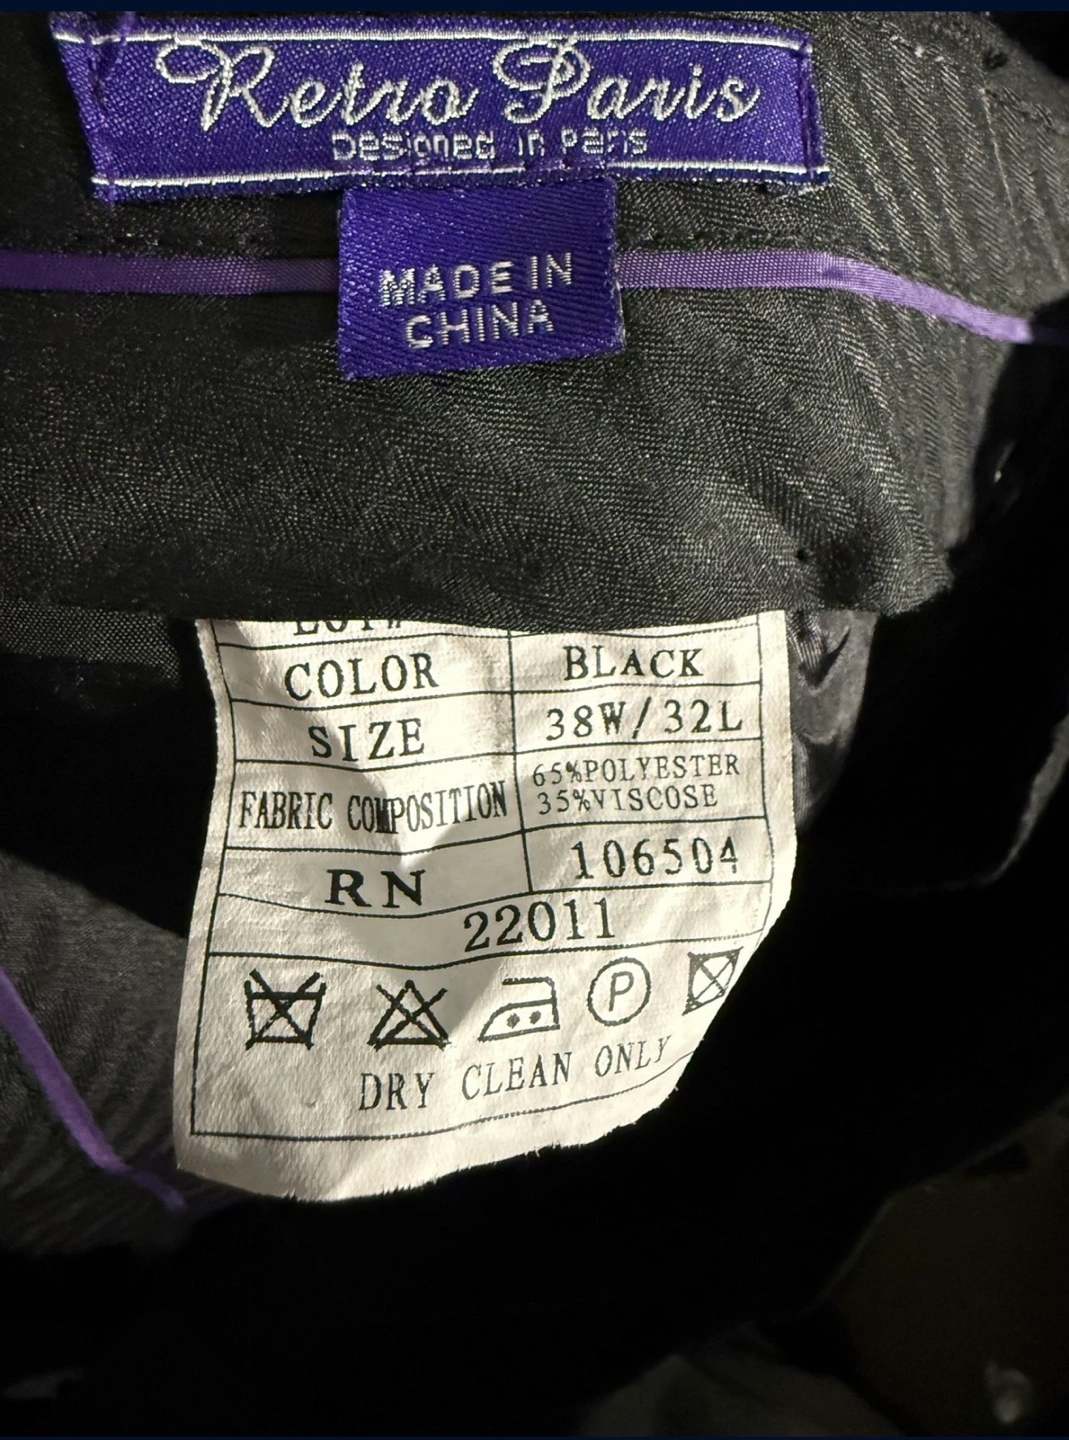 Retro Paris
Designed in Paris
MADE IN
CHINA
LOT#
COLOR BLACK
SIZE 38W/32L
FABRIC COMPOSITION 65%POLYESTER
35%VISCOSE
RN 106504
22011
P
DRY CLEAN ONLY